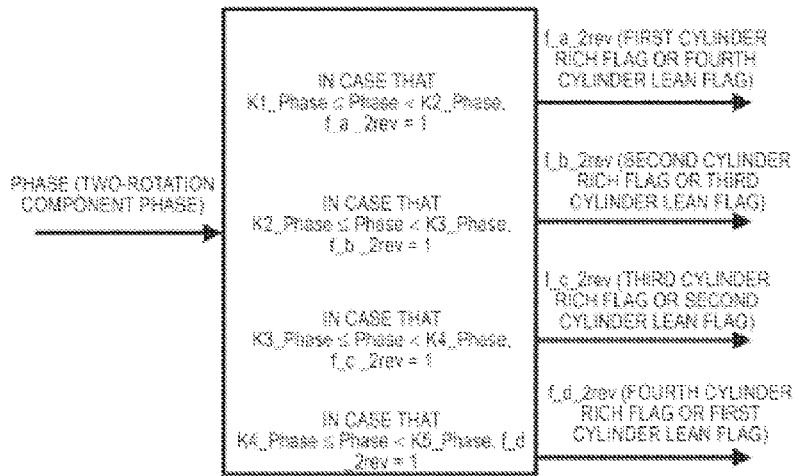 PHASE (TWO-ROTATION
COMPONENT PHASE)
IN CASE THAT
K1_Phase ≤ Phase < K2_Phase,
f_a_2rev = 1
IN CASE THAT
K2_Phase ≤ Phase < K3_Phase,
f_b_2rev = 1
IN CASE THAT
K3_Phase ≤ Phase < K4_Phase,
f_c_2rev = 1
IN CASE THAT
K4_Phase ≤ Phase < K5_Phase, f_d
_2rev = 1
f_a_2rev (FIRST CYLINDER
RICH FLAG OR FOURTH
CYLINDER LEAN FLAG)
f_b_2rev (SECOND CYLINDER
RICH FLAG OR THIRD
CYLINDER LEAN FLAG)
f_c_2rev (THIRD CYLINDER
RICH FLAG OR SECOND
CYLINDER LEAN FLAG)
f_d_2rev (FOURTH CYLINDER
RICH FLAG OR FIRST
CYLINDER LEAN FLAG)